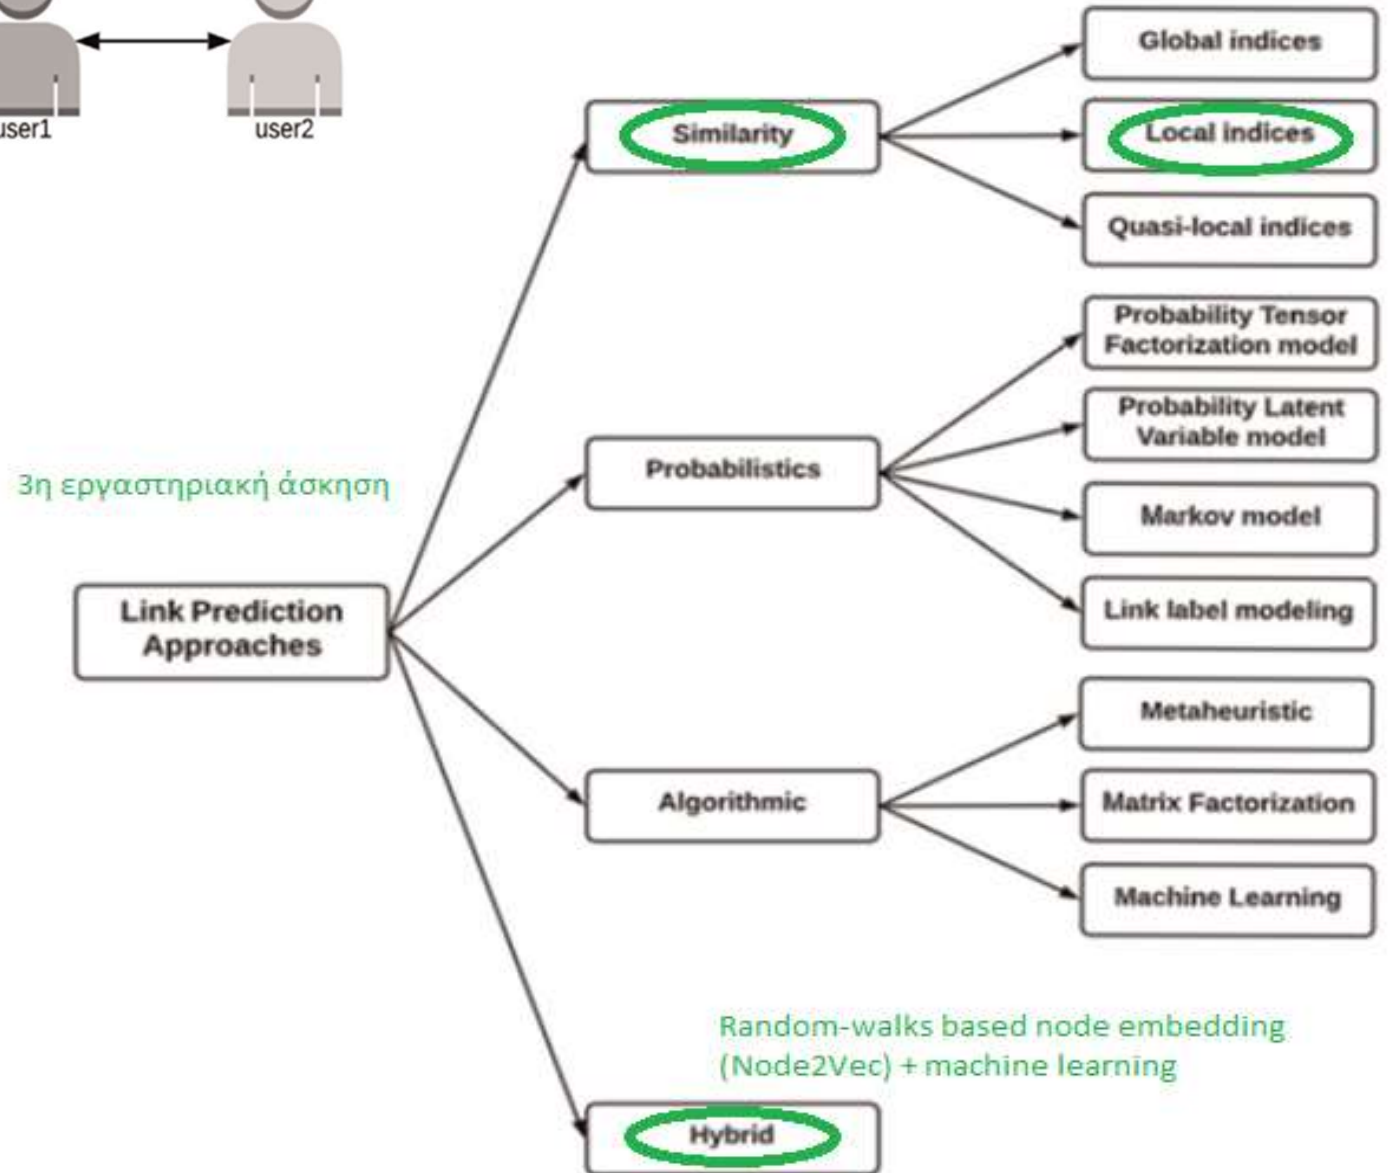 user1
user2
Global indices
Similarity
Local indices
Quasi-local indices
Probability Tensor
Factorization model
Probability Latent
Variable model
Probabilistics
3η εργαστηριακή άσκηση
Markov model
Link Prediction
Approaches
Link label modeling
Metaheuristic
Algorithmic
Matrix Factorization
Machine Learning
Random-walks based node embedding
(Node2Vec) + machine learning
Hybrid